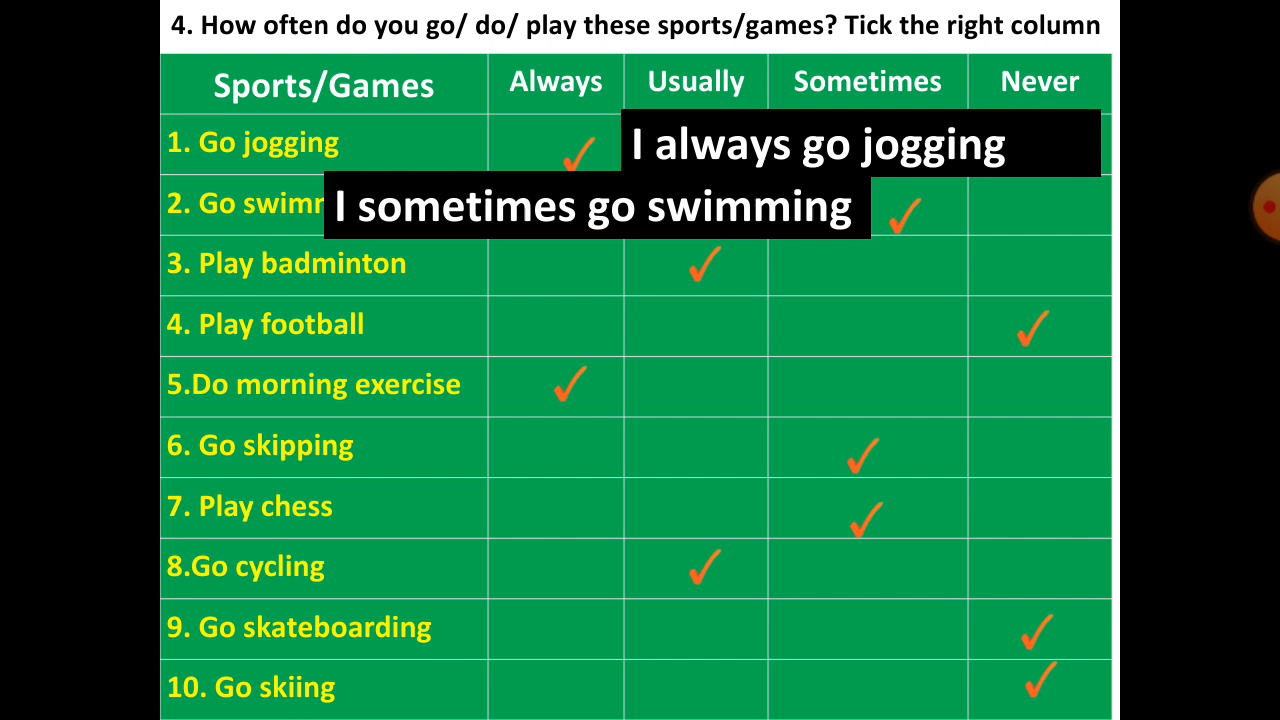 4. How often do you go/ do/ play these sports/games? Tick the right column
Sports/Games Always Usually Sometimes Never
1. Go jogging I always go jogging
2. Go swimm I sometimes go swimming
3. Play badminton
4. Play football
5.Do morning exercise
6. Go skipping
7. Play chess
8.Go cycling
9. Go skateboarding
10. Go skiing